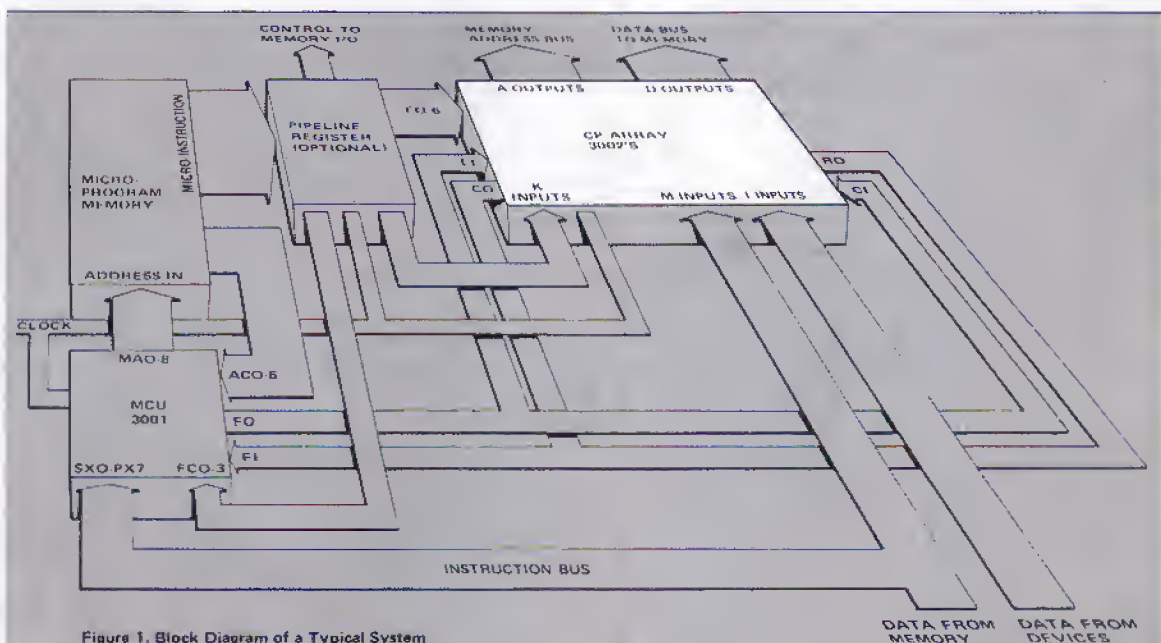 CONTROL TO
MEMORY I/O
MEMORY
ADDRESS BUS
DATA BUS
TO MEMORY
MICRO INSTRUCTION
PIPELINE
REGISTER
(OPTIONAL)
FO-6
A OUTPUTS
D OUTPUTS
CP ARRAY
3002'S
LI
CO
K
INPUTS
M INPUTS
I INPUTS
RO
CI
MICRO-
PROGRAM
MEMORY
ADDRESS IN
CLOCK
MAO-8
ACO-6
MCU
3001
FO
FI
SXO-PX7
FCO-3
INSTRUCTION BUS
DATA FROM
MEMORY
DATA FROM
DEVICES
Figure 1. Block Diagram of a Typical System